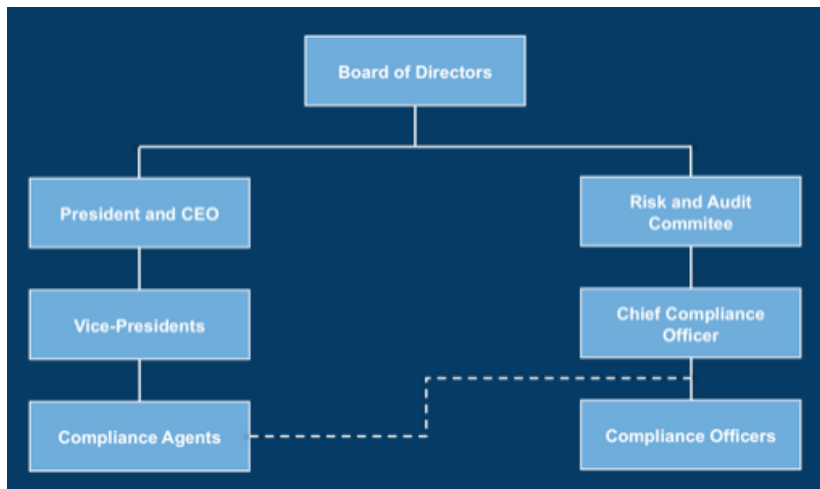 Board of Directors
President and CEO
Risk and Audit
Commitee
Vice-Presidents
Chief Compliance
Officer
Compliance Agents
Compliance Officers